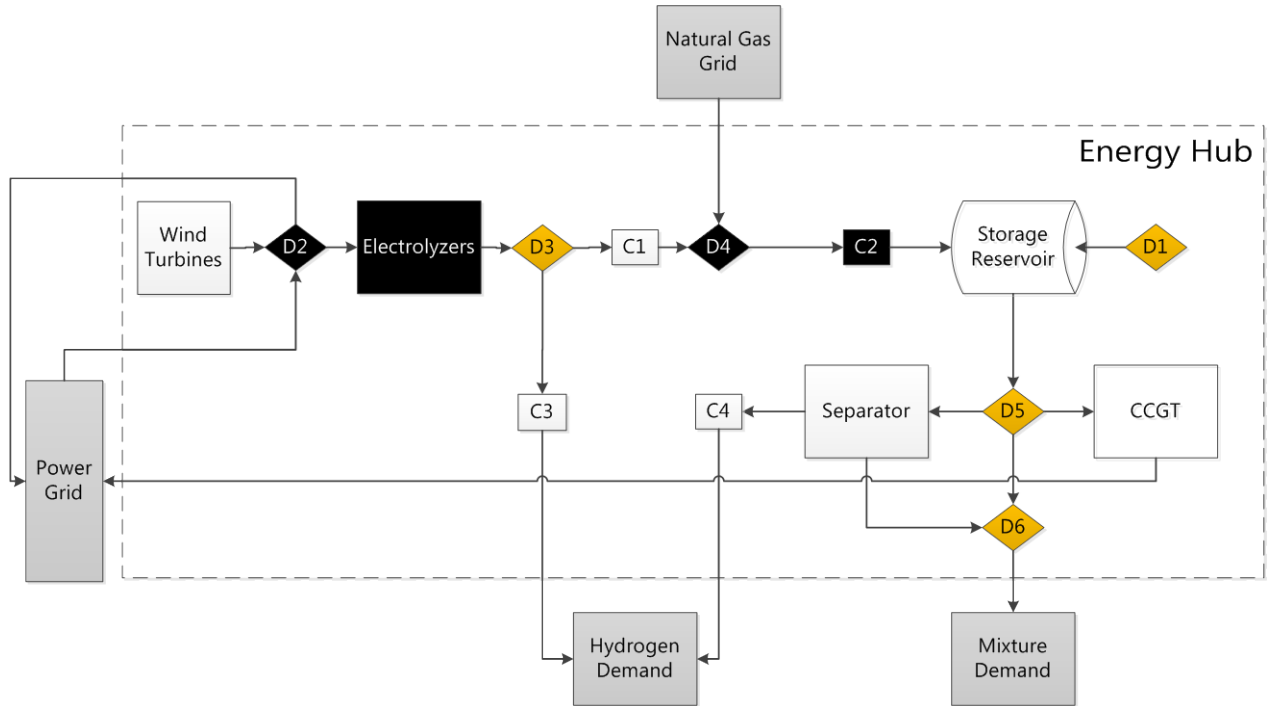 Natural Gas
Grid
Energy Hub
Wind
Turbines
D2
Electrolyzers
D3
C1
D4
C2
Storage
Reservoir
D1
C3
C4
Separator
D5
CCGT
Power
Grid
D6
Hydrogen
Demand
Mixture
Demand